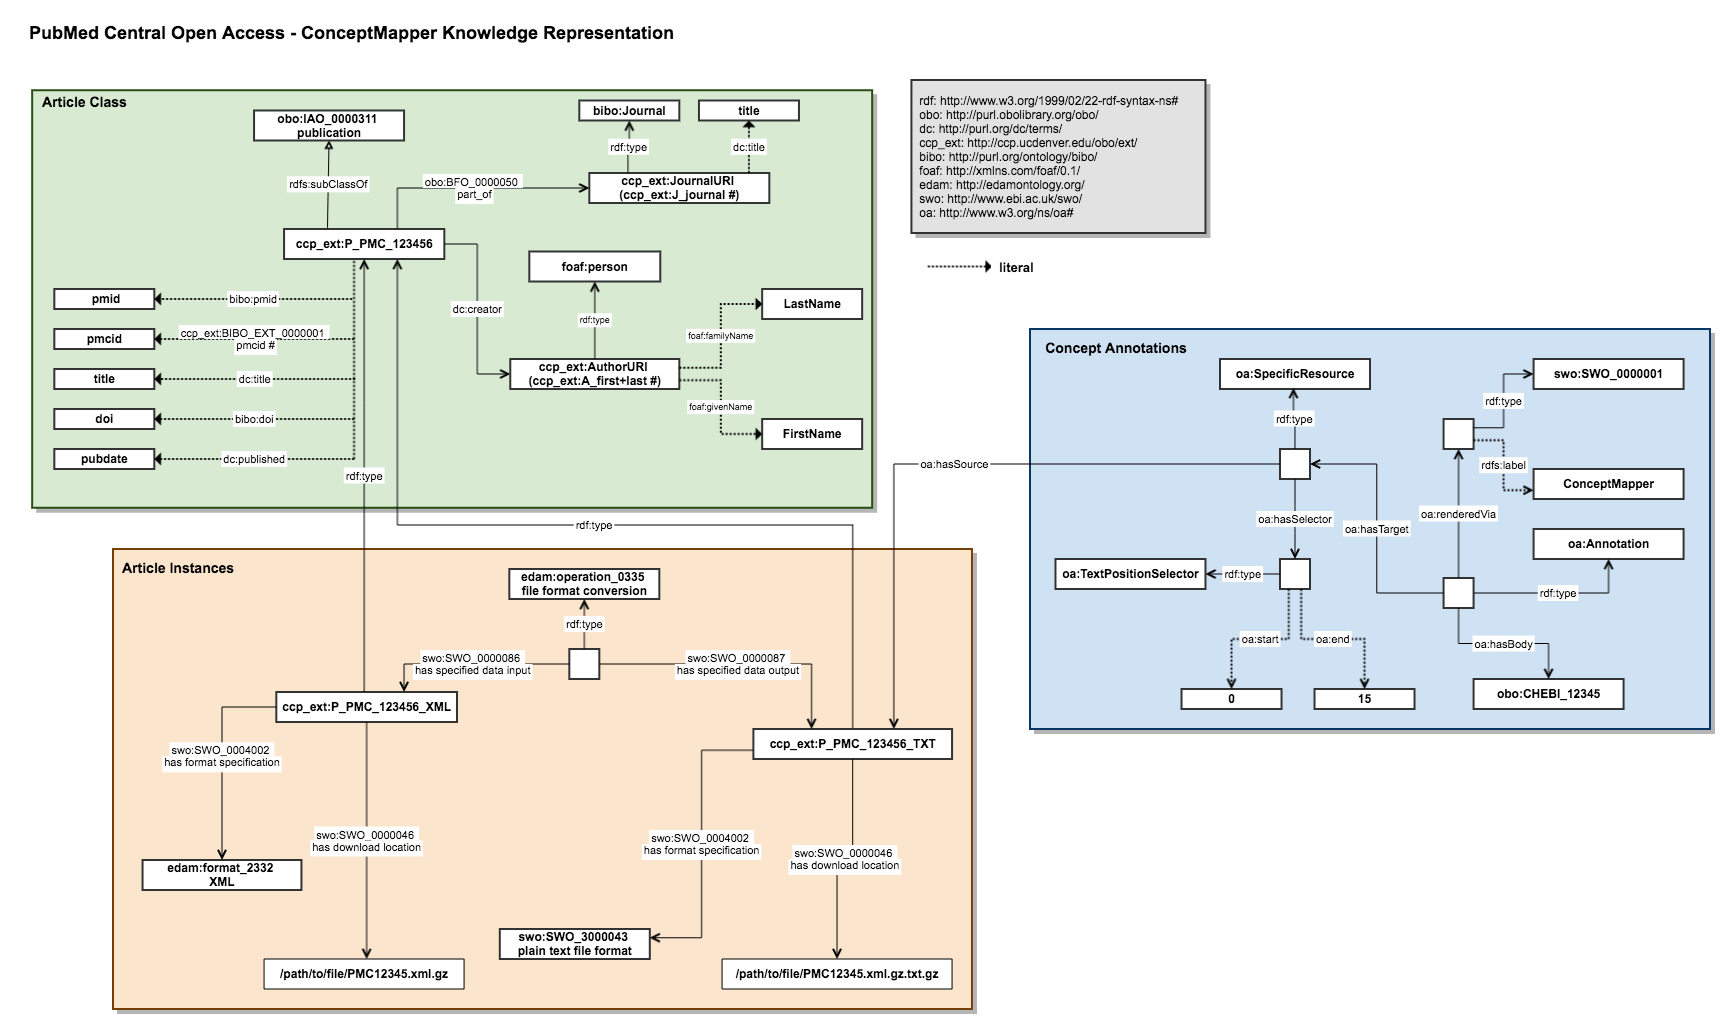 PubMed Central Open Access - ConceptMapper Knowledge Representation
Article Class
obo:IAO_0000311
publication
bibo:Journal
title
rdf:type
dc:title
rdfs:subClassOf
obo:BFO_0000050
part_of
ccp_ext:JournalURI
(ccp_ext:J_journal #)
ccp_ext:P_PMC_123456
foaf:person
dc:creator
rdf:type
pmid
bibo:pmid
pmcid
ccp_ext:BIBO_EXT_0000001
pmcid #
title
dc:title
doi
bibo:doi
pubdate
dc:published
LastName
foaf:familyName
ccp_ext:AuthorURI
(ccp_ext:A_first+last #)
foaf:givenName
FirstName
rdf:type
rdf:type
rdf: http://www.w3.org/1999/02/22-rdf-syntax-ns#
obo: http://purl.obolibrary.org/obo/
dc: http://purl.org/dc/terms/
ccp_ext: http://ccp.ucdenver.edu/obo/ext/
bibo: http://purl.org/ontology/bibo/
foaf: http://xmlns.com/foaf/0.1/
edam: http://edamontology.org/
swo: http://www.ebi.ac.uk/swo/
oa: http://www.w3.org/ns/oa#
literal
Concept Annotations
oa:SpecificResource
swo:SWO_0000001
rdf:type
rdf:type
oa:hasSource
rdfs:label
ConceptMapper
oa:hasSelector
oa:hasTarget
oa:renderedVia
oa:Annotation
oa:TextPositionSelector
rdf:type
rdf:type
oa:start
oa:end
oa:hasBody
0
15
obo:CHEBI_12345
Article Instances
edam:operation_0335
file format conversion
rdf:type
swo:SWO_0000086
has specified data input
swo:SWO_0000087
has specified data output
ccp_ext:P_PMC_123456_XML
ccp_ext:P_PMC_123456_TXT
swo:SWO_0004002
has format specification
swo:SWO_0000046
has download location
swo:SWO_0004002
has format specification
swo:SWO_0000046
has download location
edam:format_2332
XML
swo:SWO_3000043
plain text file format
/path/to/file/PMC12345.xml.gz
/path/to/file/PMC12345.xml.gz.txt.gz